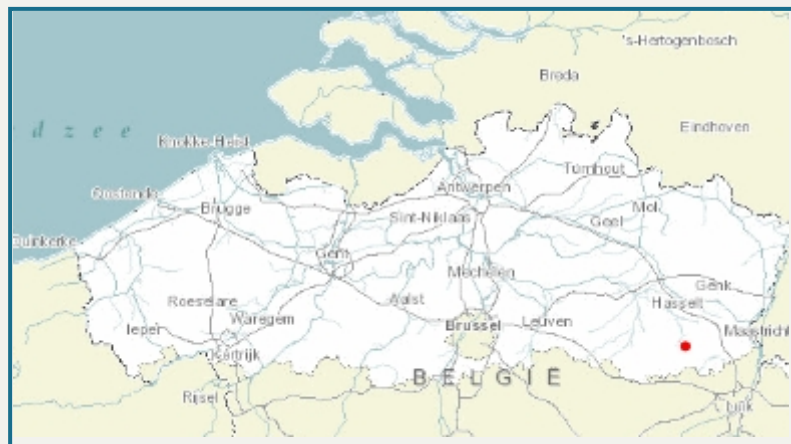 's-Hertogenbosch
Breda
d z e e
Knokke-Heist
Eindhoven
Turnhout
Antwerpen
Oostende
Brugge
Sint-Niklaas
Geel
Mol
Duinkerke
Gent
Mechelen
Genk
Roeselare
Aalst
Hasselt
Ieper
Waregem
Brussel
Leuven
Maastricht
Kortrijk
BELGIË
Rijsel
Luik